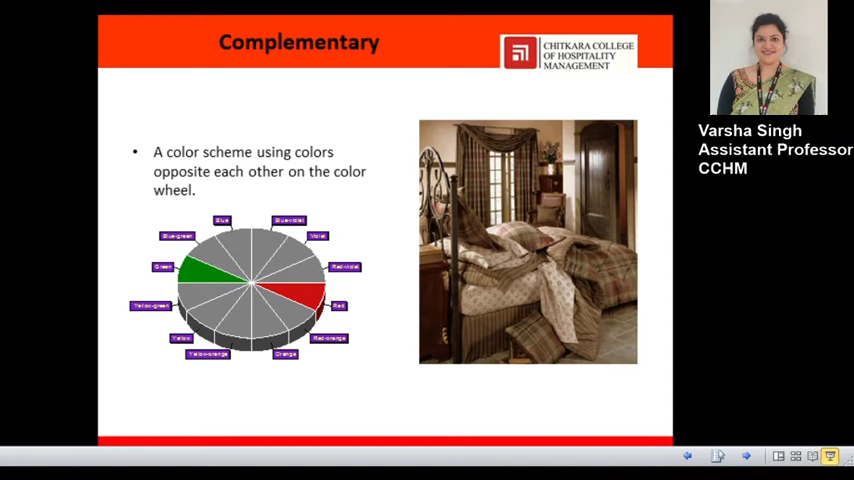 Complementary
CHITKARA COLLEGE
OF HOSPITALITY
MANAGEMENT
Varsha Singh
Assistant Professor
CCHM
• A color scheme using colors
opposite each other on the color
wheel.
Blue
Blue-violet
Blue-green
Violet
Green
Red-violet
Yellow-green
Red
Yellow
Red-orange
Yellow-orange
Orange